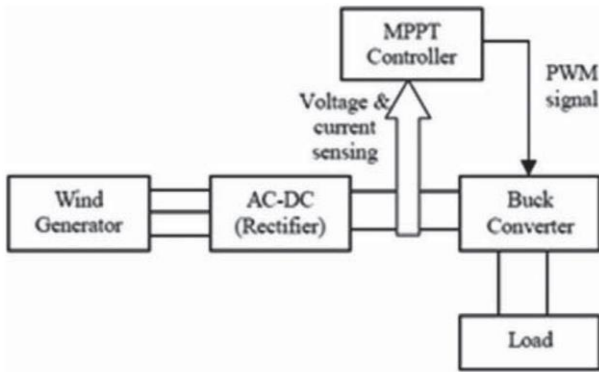 MPPT
Controller
Voltage &
current
sensing
PWM
signal
Wind
Generator
AC-DC
(Rectifier)
Buck
Converter
Load